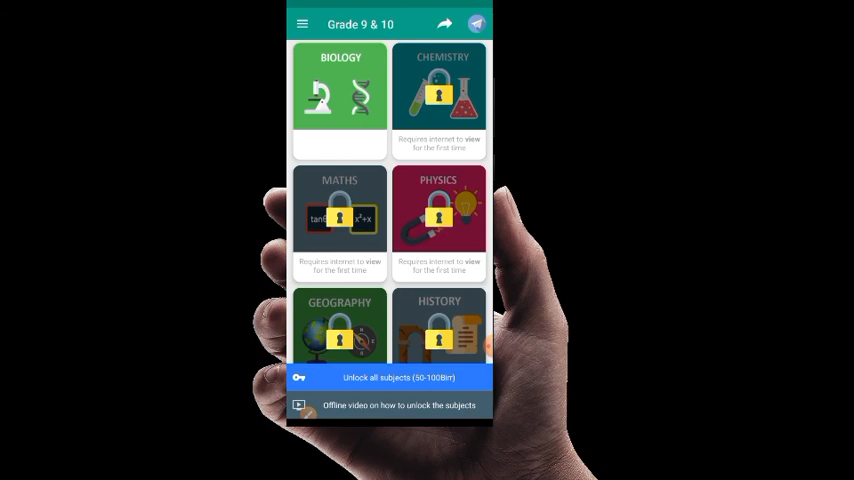 Grade 9 & 10
BIOLOGY
CHEMISTRY
Requires internet to view
for the first time
MATHS
PHYSICS
tanθ
x²÷x
Requires internet to view
for the first time
Requires internet to view
for the first time
GEOGRAPHY
HISTORY
Unlock all subjects (50-100Birr)
Offline video on how to unlock the subjects